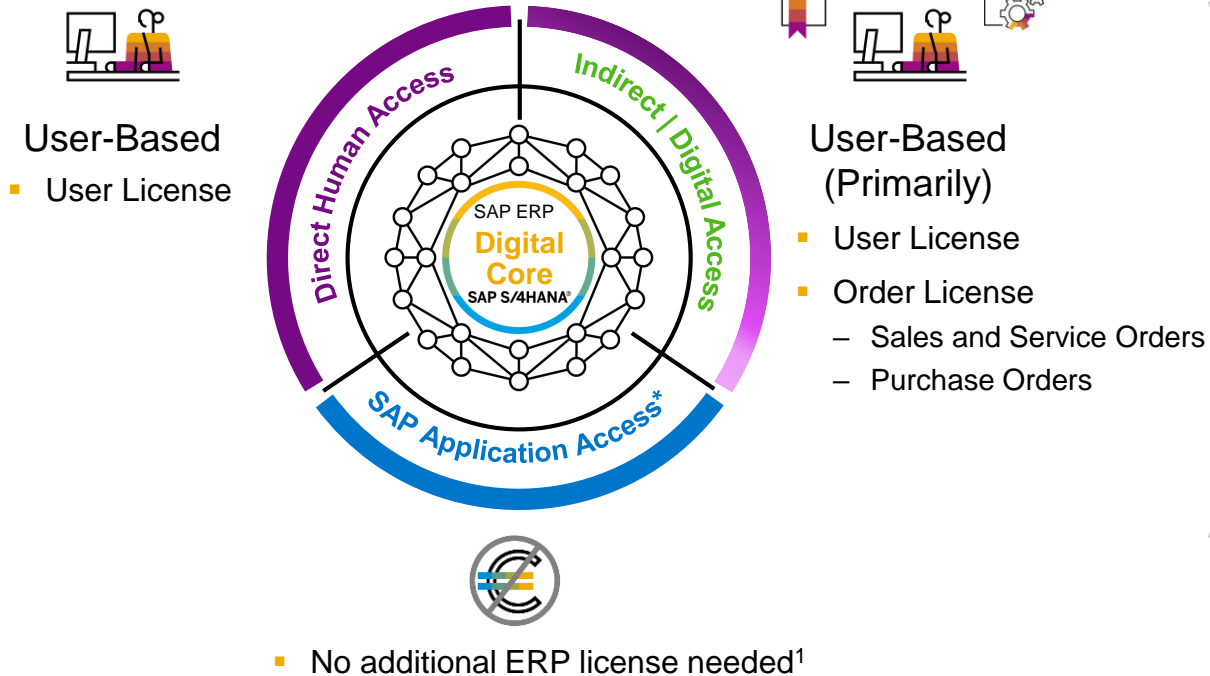 User-Based
▪ User License
Direct Human Access
Indirect | Digital Access
SAP Application Access*
SAP ERP
Digital
Core
SAP S/4HANA®
User-Based
(Primarily)
▪ User License
▪ Order License
– Sales and Service Orders
– Purchase Orders
▪ No additional ERP license needed¹